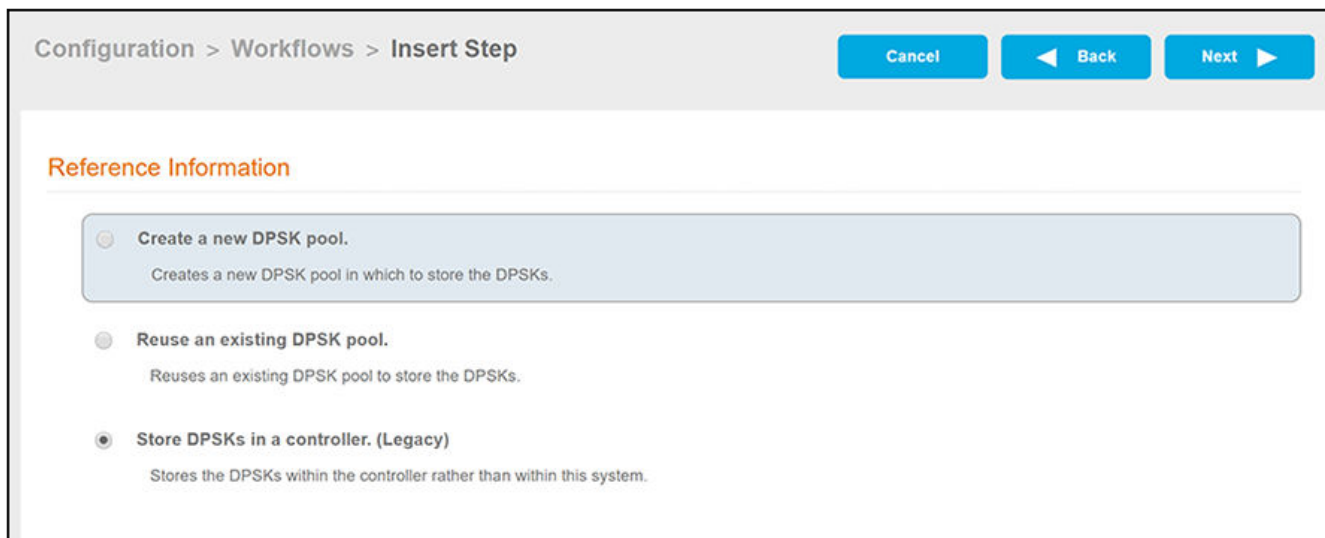 Configuration > Workflows > Insert Step
Cancel
Back
Next
Reference Information
Create a new DPSK pool.
Creates a new DPSK pool in which to store the DPSKs.
Reuse an existing DPSK pool.
Reuses an existing DPSK pool to store the DPSKs.
Store DPSKs in a controller. (Legacy)
Stores the DPSKs within the controller rather than within this system.